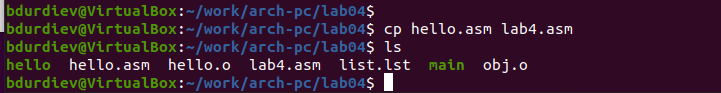 bdurdiev@VirtualBox:~/work/arch-pc/lab04$
bdurdiev@VirtualBox:~/work/arch-pc/lab04$ cp hello.asm lab4.asm
bdurdiev@VirtualBox:~/work/arch-pc/lab04$ ls
hello  hello.asm  hello.o  lab4.asm  list.lst  main  obj.o
bdurdiev@VirtualBox:~/work/arch-pc/lab04$